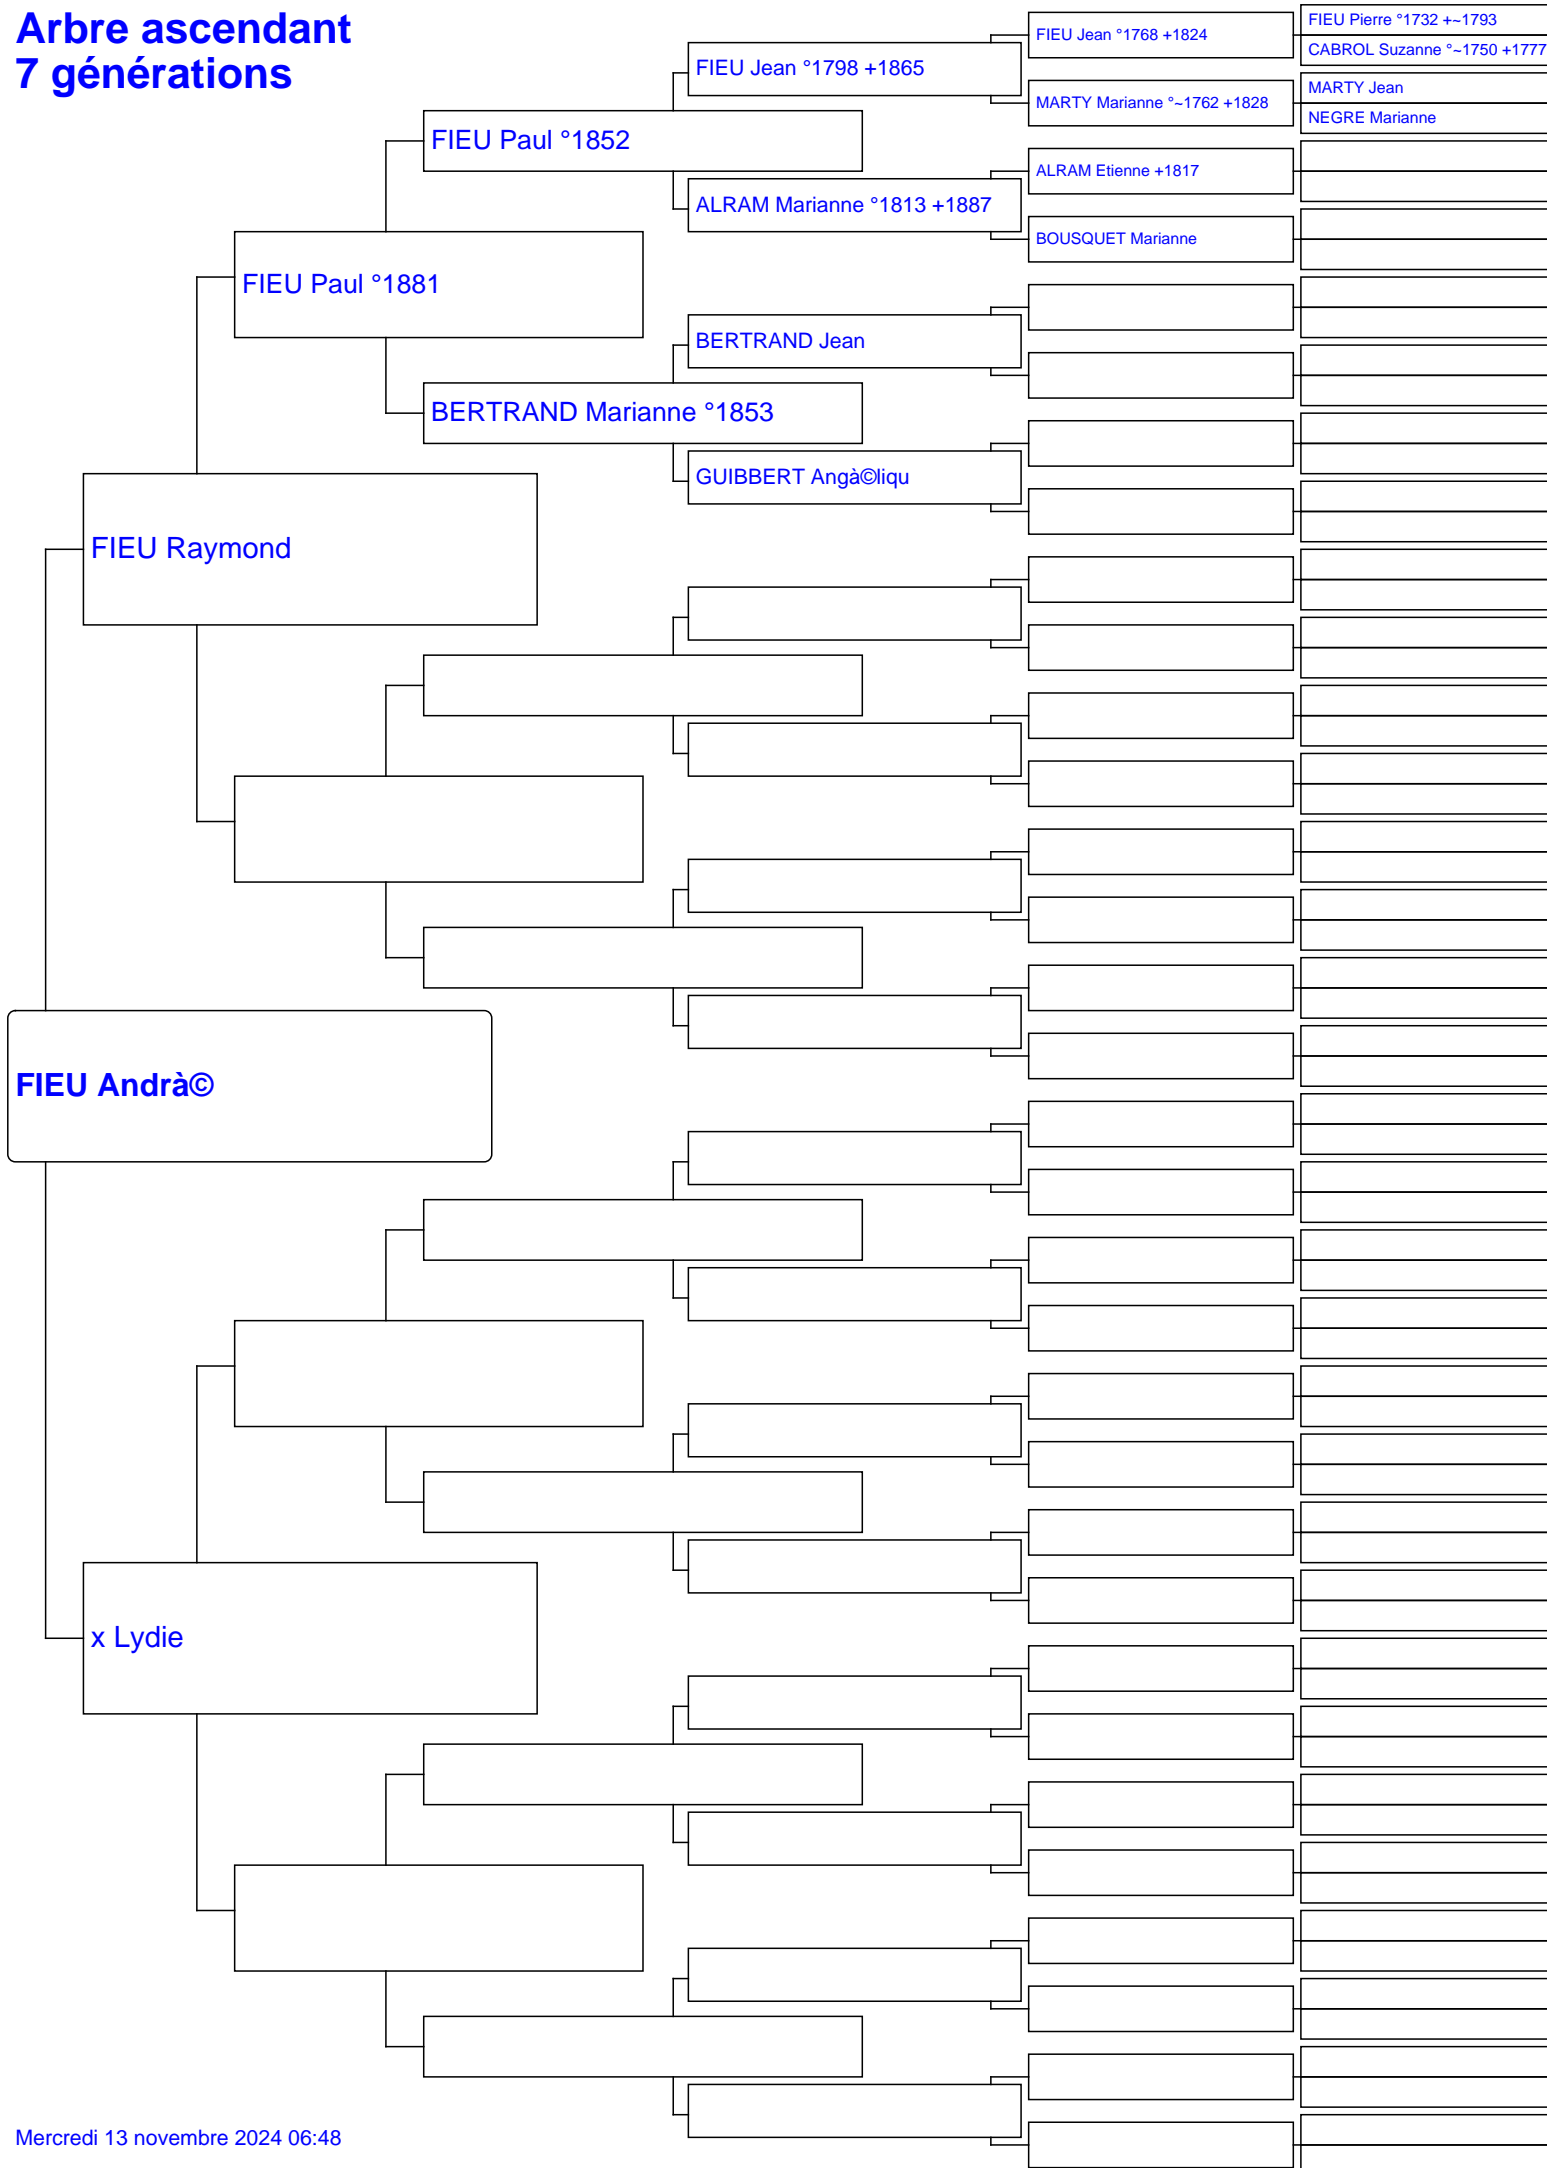 Arbre ascendant
7 générations
FIEU Jean °1768 +1824
FIEU Pierre °1732 +~1793
CABROL Suzanne °~1750 +1777
FIEU Jean °1798 +1865
MARTY Marianne °~1762 +1828
MARTY Jean
NEGRE Marianne
FIEU Paul °1852
ALRAM Etienne +1817
ALRAM Marianne °1813 +1887
BOUSQUET Marianne
FIEU Paul °1881
BERTRAND Jean
BERTRAND Marianne °1853
GUIBBERT Angà©liqu
FIEU Raymond
FIEU Andrà©
x Lydie
Mercredi 13 novembre 2024 06:48